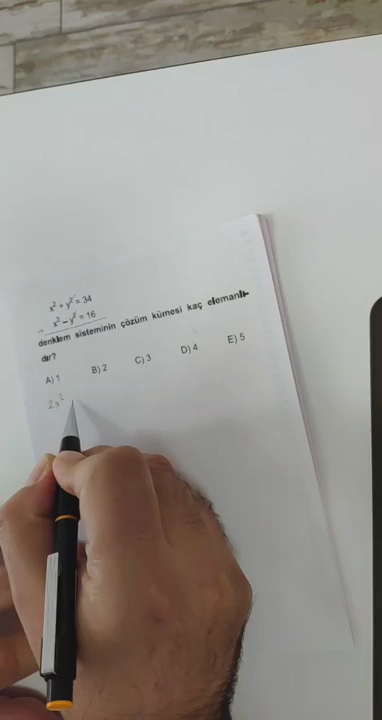 x² + y² = 34
+ x² - y² = 16
denklem sisteminin çözüm kümesi kaç elemanlı-
dır?
A) 1 B) 2 C) 3 D) 4 E) 5
2x²